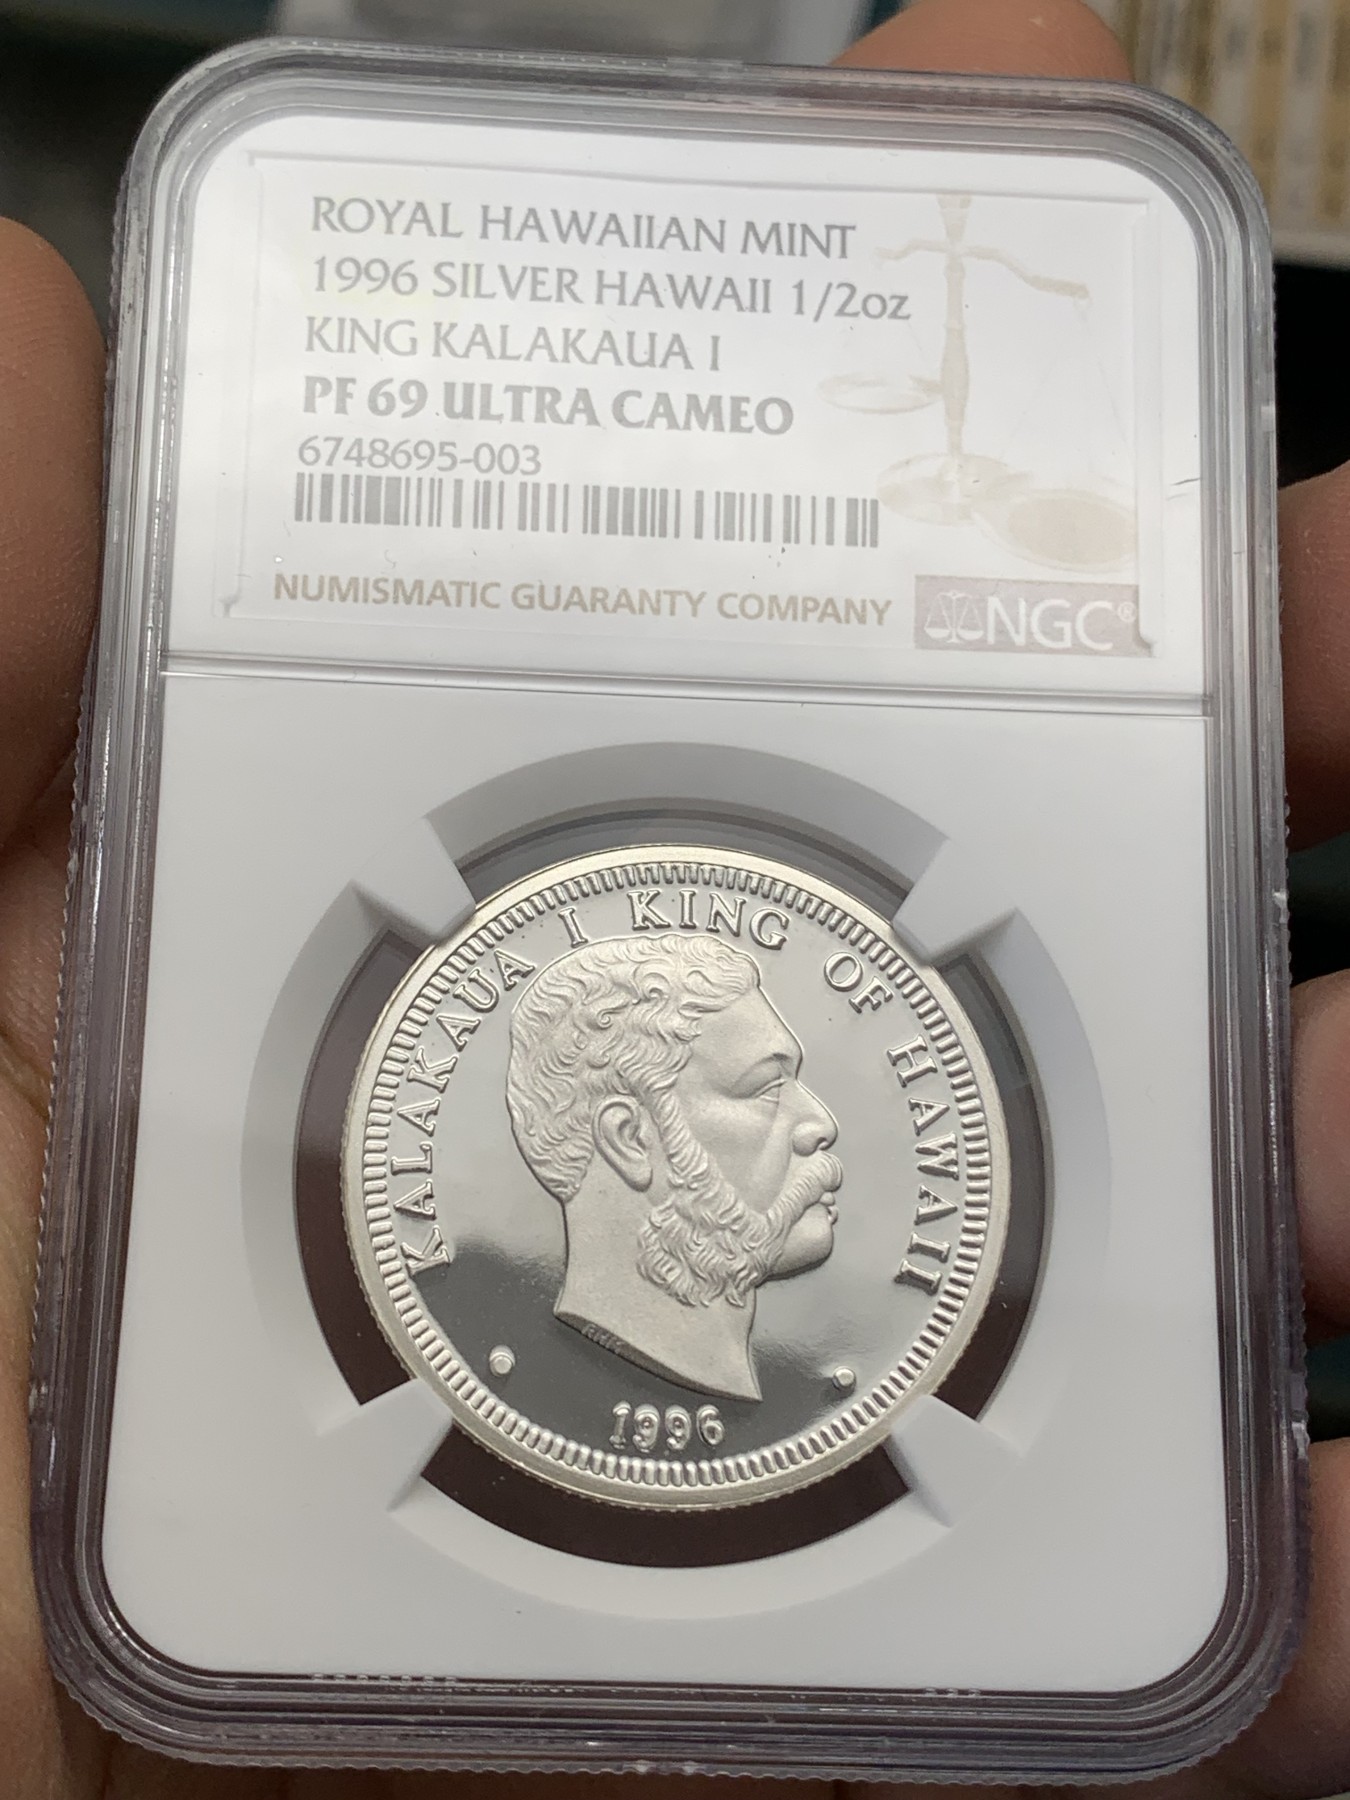 ROYAL HAWAIIAN MINT
1996 SILVER HAWAII 1/2oz
KING KALAKAUA I
PF 69 ULTRA CAMEO
6748695-003
NUMISMATIC GUARANTY COMPANY
NGC®
KALAKAUA I KING OF HAWAII
1996